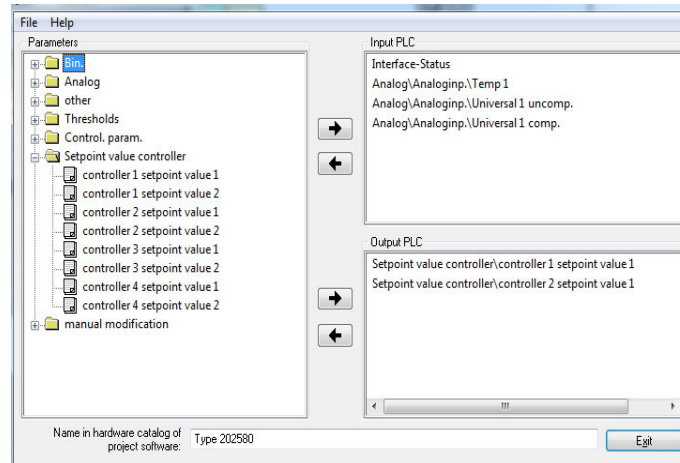 File Help
Parameters
Bin.
Analog
other
Thresholds
Control. param.
Setpoint value controller
controller 1 setpoint value 1
controller 1 setpoint value 2
controller 2 setpoint value 1
controller 2 setpoint value 2
controller 3 setpoint value 1
controller 3 setpoint value 2
controller 4 setpoint value 1
controller 4 setpoint value 2
manual modification
Input PLC
Interface-Status
Analog\Analoginp.\Temp 1
Analog\Analoginp.\Universal 1 uncomp.
Analog\Analoginp.\Universal 1 comp.
Output PLC
Setpoint value controller\controller 1 setpoint value 1
Setpoint value controller\controller 2 setpoint value 1
Name in hardware catalog of
project software:
Type 202580
Exit